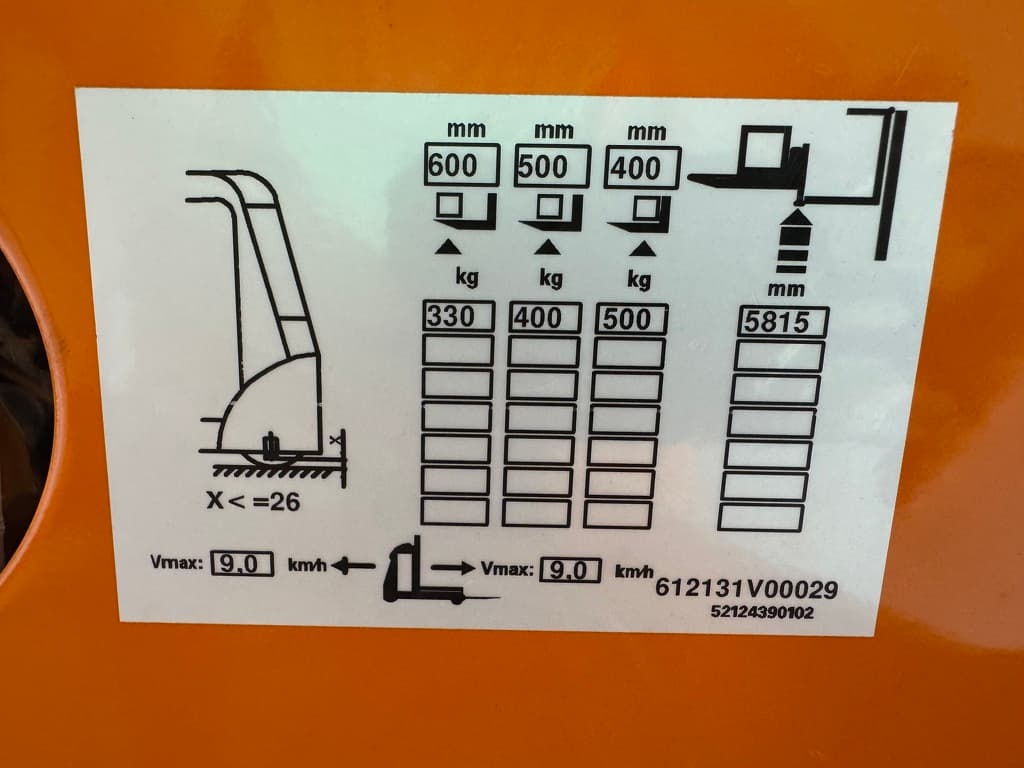 mm mm mm
600 500 400
kg kg kg
mm
330 400 500 5815
X
X < =26
Vmax: 9,0 km/h Vmax: 9,0 km/h
612131V00029
52124390102